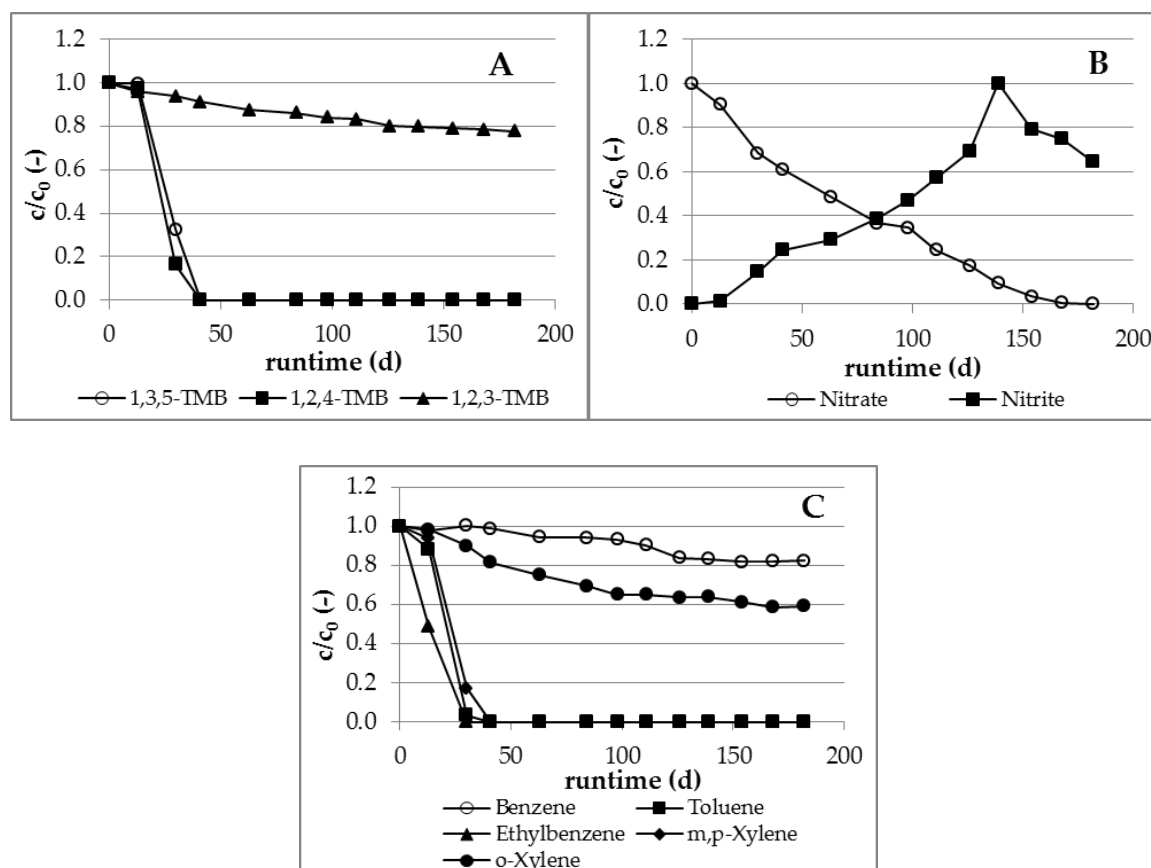 A
1.2
1.0
0.8
0.6
0.4
0.2
0.0
c/c₀ (-)
0 50 100 150 200
runtime (d)
1,3,5-TMB 1,2,4-TMB 1,2,3-TMB
B
1.2
1.0
0.8
0.6
0.4
0.2
0.0
c/c₀ (-)
0 50 100 150 200
runtime (d)
Nitrate Nitrite
C
1.2
1.0
0.8
0.6
0.4
0.2
0.0
c/c₀ (-)
0 50 100 150 200
runtime (d)
Benzene Toluene
Ethylbenzene m,p-Xylene
o-Xylene